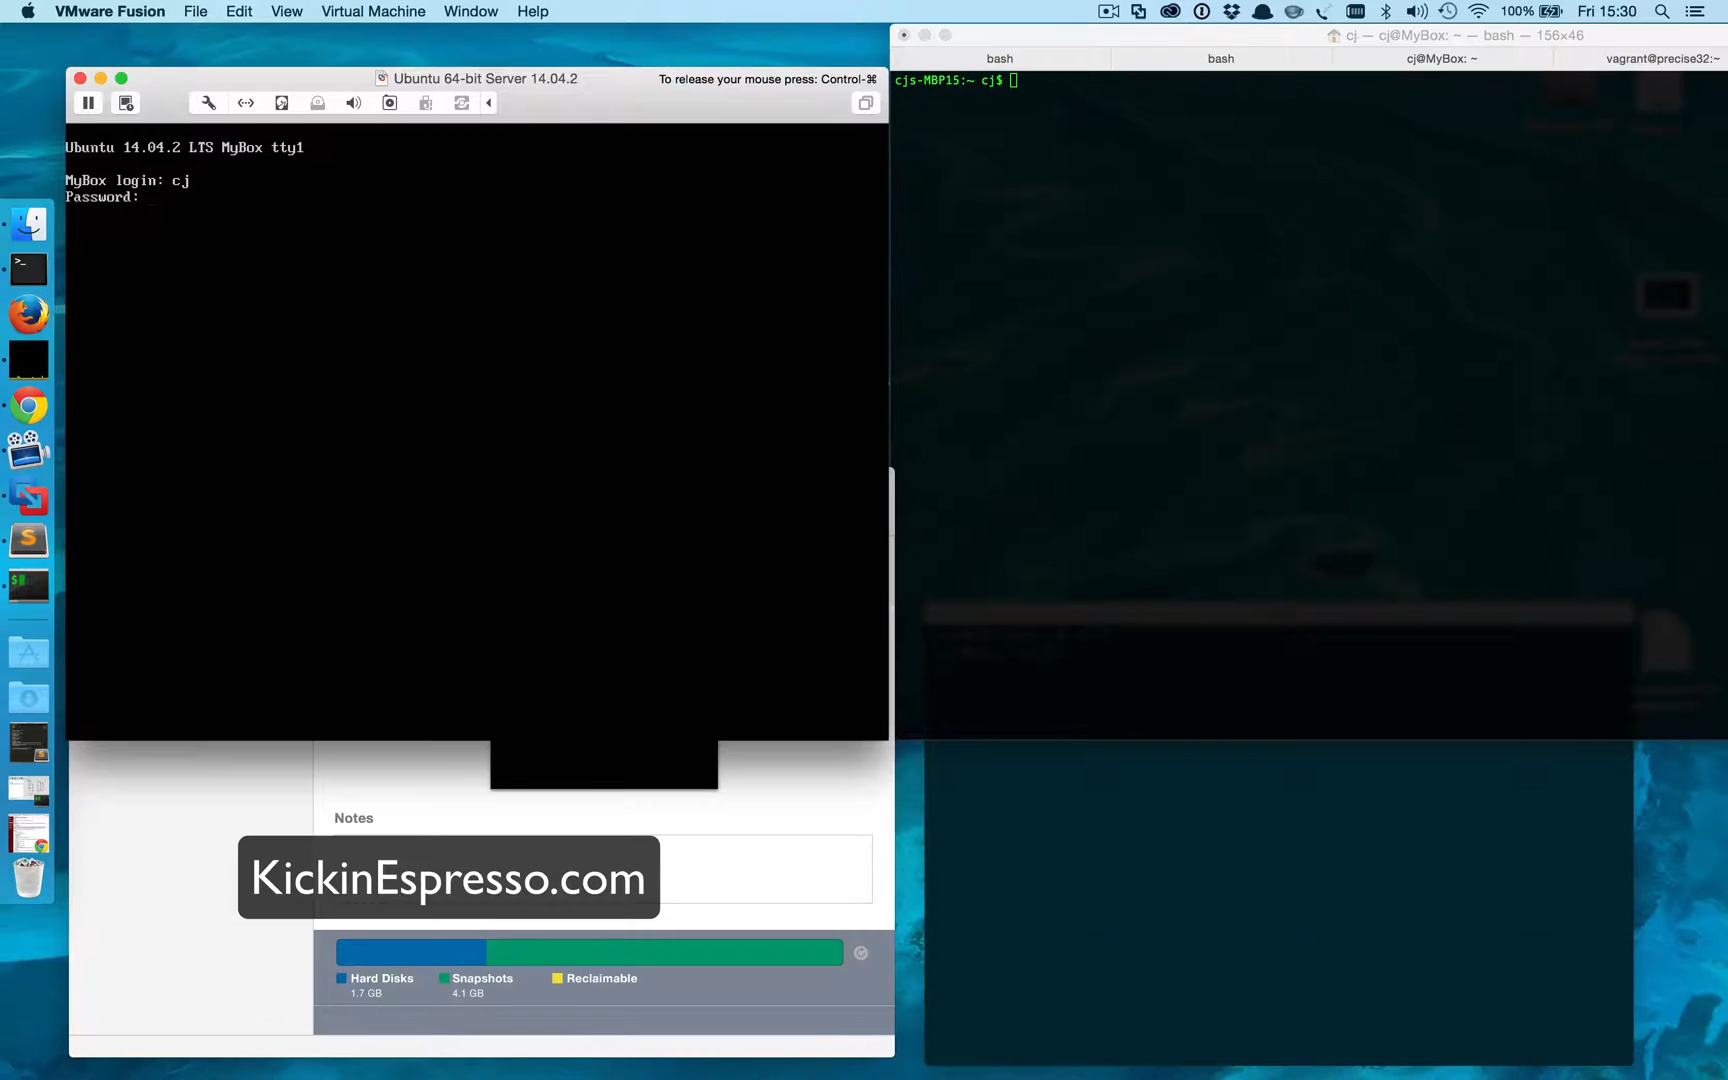 VMware Fusion File Edit View Virtual Machine Window Help
100% Fri 15:30
cj — cj@MyBox: ~ — bash — 156×46
bash bash cj@MyBox: ~ vagrant@precise32:~
cjs-MBP15:~ cj$
Ubuntu 64-bit Server 14.04.2
To release your mouse press: Control-⌘
Ubuntu 14.04.2 LTS MyBox tty1
MyBox login: cj
Password:
Notes
KickinEspresso.com
Hard Disks Snapshots Reclaimable
1.7 GB 4.1 GB